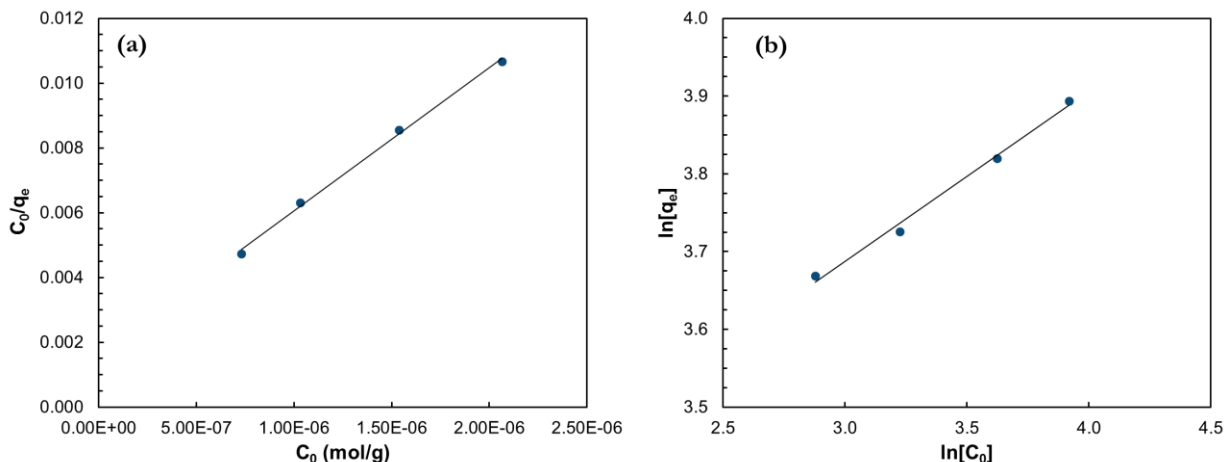 (a)
0.012
0.010
0.008
0.006
0.004
0.002
0.000
C₀/qₑ
0.00E+00 5.00E-07 1.00E-06 1.50E-06 2.00E-06 2.50E-06
C₀ (mol/g)
(b)
4.0
3.9
3.8
3.7
3.6
3.5
ln[qₑ]
2.5 3.0 3.5 4.0 4.5
ln[C₀]